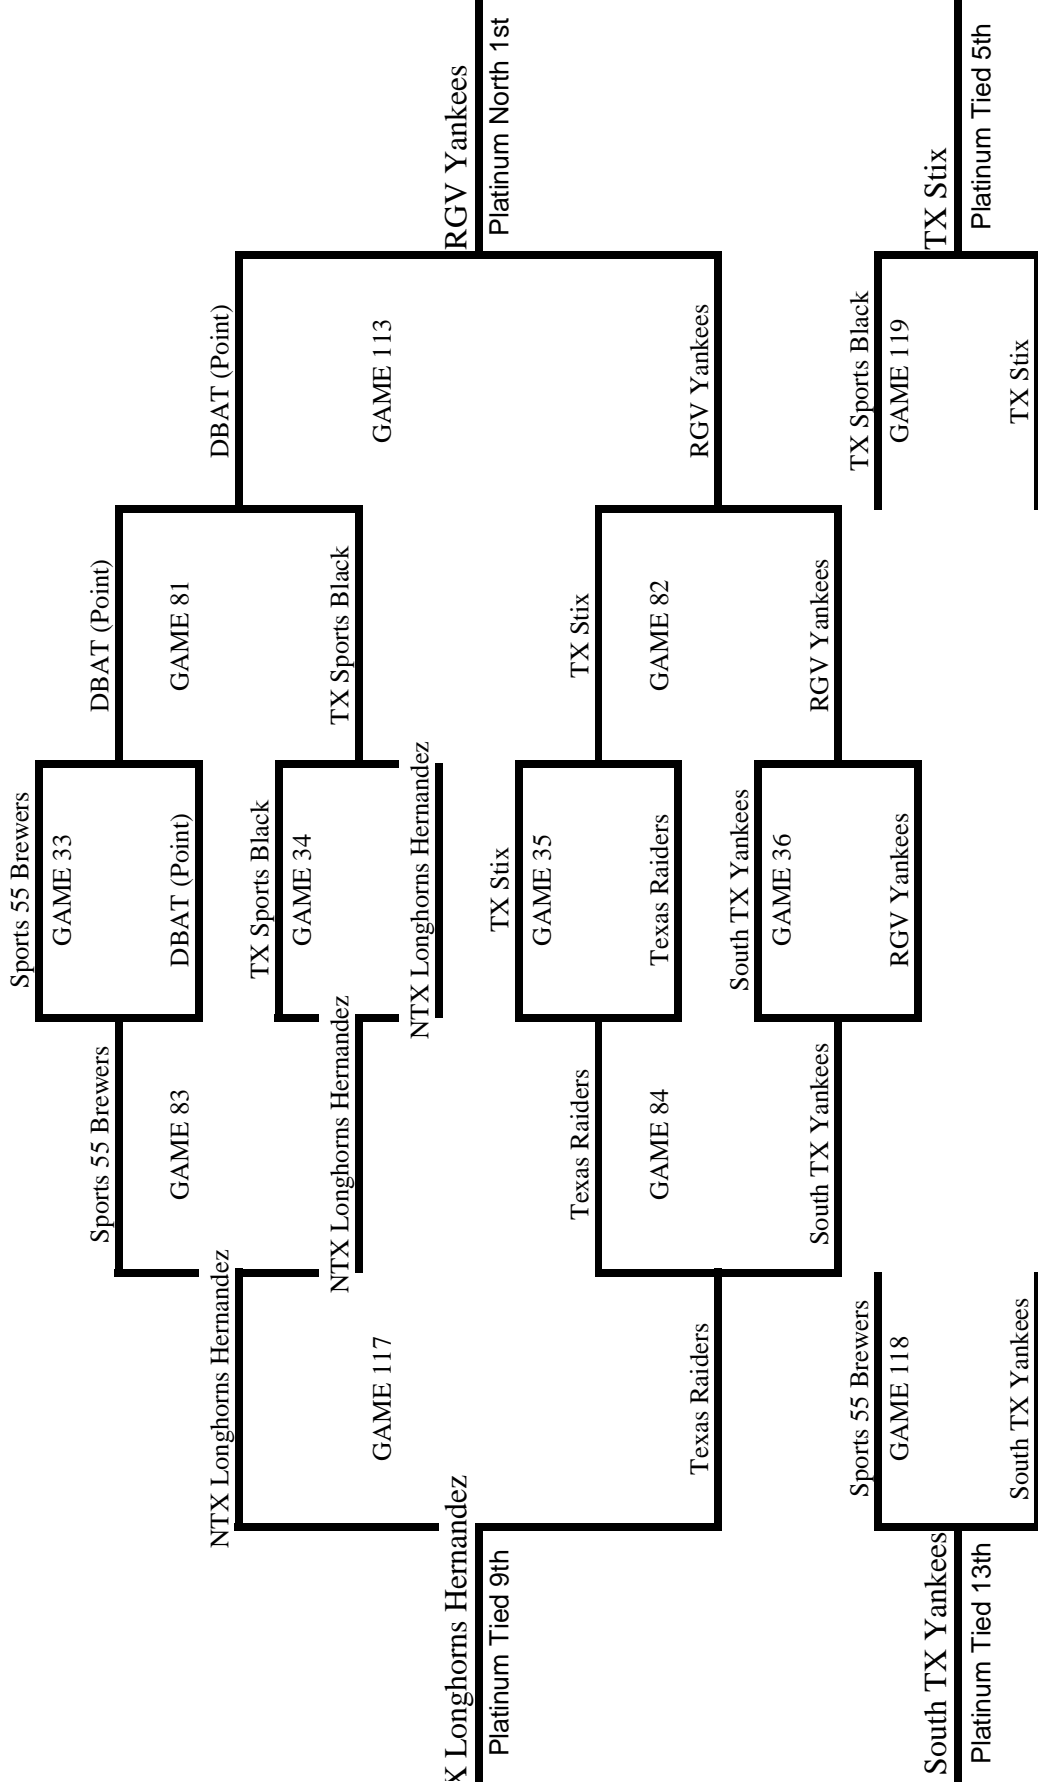 Sports 55 Brewers
GAME 33
Sports 55 Brewers
DBAT (Point)
GAME 83
DBAT (Point)
GAME 81
NTX Longhorns Hernandez
DBAT (Point)
TX Sports Black
GAME 34
NTX Longhorns Hernandez
TX Sports Black
GAME 117
GAME 113
NTX Longhorns Hernandez
X Longhorns Hernandez
RGV Yankees
Platinum Tied 9th
TX Stix
Platinum North 1st
GAME 35
Texas Raiders
TX Stix
GAME 84
Texas Raiders
GAME 82
Texas Raiders
RGV Yankees
South TX Yankees
GAME 36
South TX Yankees
RGV Yankees
Sports 55 Brewers
TX Sports Black
GAME 118
RGV Yankees
GAME 119
South TX Yankees
TX Stix
Platinum Tied 13th
Platinum Tied 5th
South TX Yankees
TX Stix